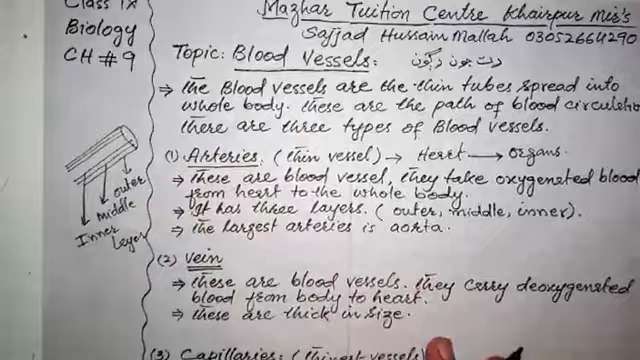 Class IX
Biology
CH # 9
Mazhar Tuition Centre Khairpur Mir's
Sajjad Hussain Mallah 03052664290
Topic: Blood Vessels:
⇒ The Blood vessels are the thin tubes spread into
whole body. These are the path of blood circulatio
There are three types of Blood vessels.
(1) Arteries. (thin vessel) → Heart → organs.
⇒ These are blood vessel, they take oxygenated blood
from heart to the whole body.
⇒ It has three layers. (outer, middle, inner).
⇒ The largest arteries is aorta.
outer
Middle
Inner
Layer
(2) vein
⇒ These are blood vessels. They carry deoxygenated
blood from body to heart.
⇒ These are thick in size.
(3) Capillaries: (Thinest vessels)